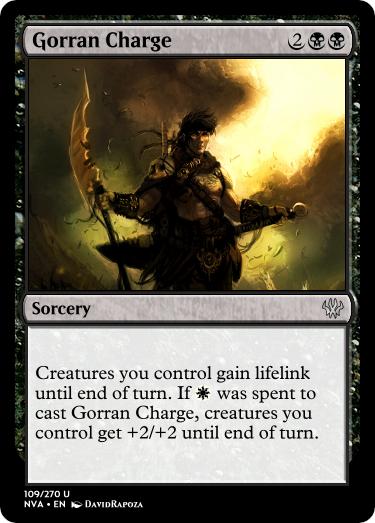 Gorran Charge 2
Sorcery
Creatures you control gain lifelink
until end of turn. If was spent to
cast Gorran Charge, creatures you
control get +2/+2 until end of turn.
109/270 U
NVA • EN DavidRapoza